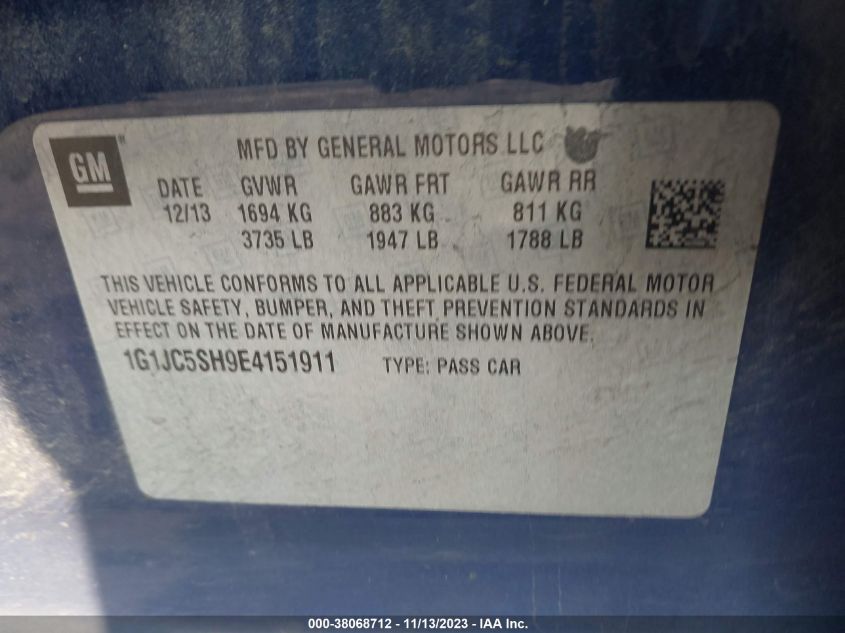 GM
MFD BY GENERAL MOTORS LLC
DATE GVWR GAWR FRT GAWR RR
12/13 1694 KG 883 KG 811 KG
3735 LB 1947 LB 1788 LB
THIS VEHICLE CONFORMS TO ALL APPLICABLE U.S. FEDERAL MOTOR
VEHICLE SAFETY, BUMPER, AND THEFT PREVENTION STANDARDS IN
EFFECT ON THE DATE OF MANUFACTURE SHOWN ABOVE.
1G1JC5SH9E4151911 TYPE: PASS CAR
000-38068712 - 11/13/2023 - IAA Inc.